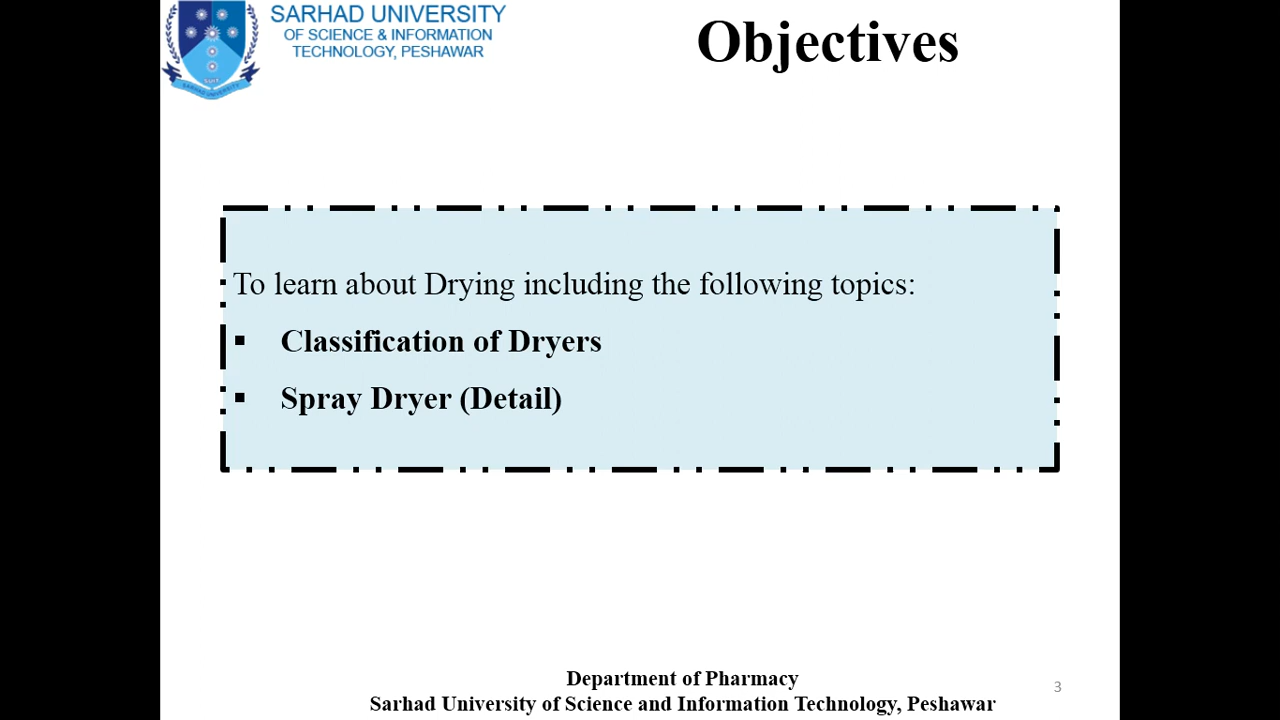 SARHAD UNIVERSITY
OF SCIENCE & INFORMATION
TECHNOLOGY, PESHAWAR
Objectives
To learn about Drying including the following topics:
▪ Classification of Dryers
▪ Spray Dryer (Detail)
Department of Pharmacy
Sarhad University of Science and Information Technology, Peshawar
3